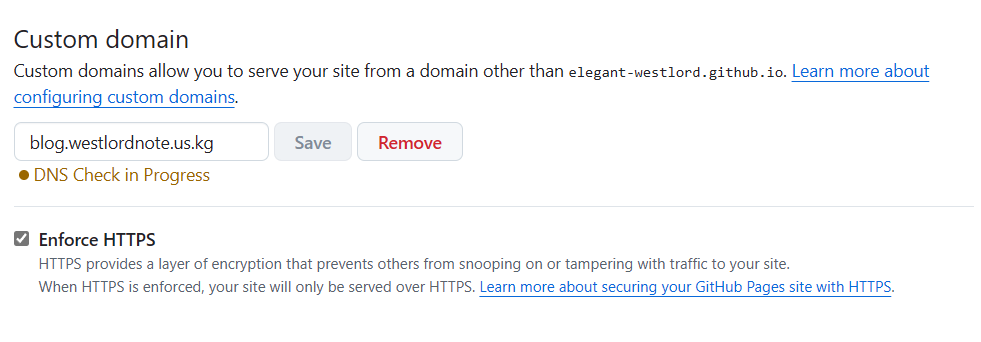 Custom domain
Custom domains allow you to serve your site from a domain other than elegant-westlord.github.io. Learn more about
configuring custom domains.
blog.westlordnote.us.kg Save Remove
DNS Check in Progress
Enforce HTTPS
HTTPS provides a layer of encryption that prevents others from snooping on or tampering with traffic to your site.
When HTTPS is enforced, your site will only be served over HTTPS. Learn more about securing your GitHub Pages site with HTTPS.